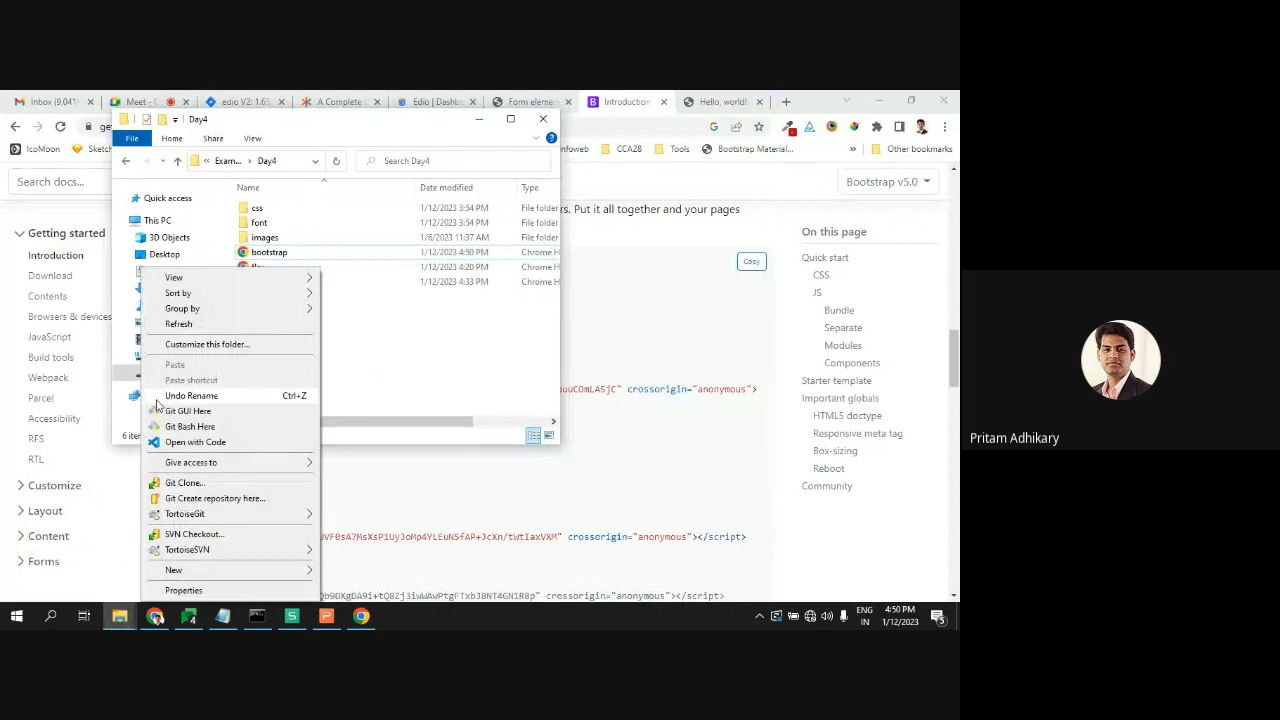 Inbox (9,041)
Meet - C
edio V2: 1.65
A Complete
Edio | Dashb
Form elemen
Introduction
Hello, world!
Day4
File
Home
Share
View
IcoMoon
Sketch
nfoweb
CCA28
Tools
Bootstrap Material...
Other bookmarks
Exam...
Day4
Search Day4
Search docs...
Bootstrap v5.0
Name
Date modified
Type
Quick access
This PC
3D Objects
Desktop
css
1/12/2023 3:54 PM
File folder
font
1/12/2023 3:54 PM
File folder
images
1/6/2023 11:37 AM
File folder
bootstrap
1/12/2023 4:50 PM
Chrome H
1/12/2023 4:20 PM
Chrome H
1/12/2023 4:33 PM
Chrome H
6 iter
rs. Put it all together and your pages
Copy
Getting started
Introduction
Download
Contents
Browsers & devices
JavaScript
Build tools
Webpack
Parcel
Accessibility
RFS
RTL
Customize
Layout
Content
Forms
View
Sort by
Group by
Refresh
Customize this folder...
Paste
Paste shortcut
Undo Rename
Ctrl+Z
Git GUI Here
Git Bash Here
Open with Code
Give access to
Git Clone...
Git Create repository here...
TortoiseGit
SVN Checkout...
TortoiseSVN
New
Properties
crossorigin="anonymous">
crossorigin="anonymous"></script>
crossorigin="anonymous"></script>
On this page
Quick start
CSS
JS
Bundle
Separate
Modules
Components
Starter template
Important globals
HTML5 doctype
Responsive meta tag
Box-sizing
Reboot
Community
ENG
IN
4:50 PM
1/12/2023
5
Pritam Adhikary